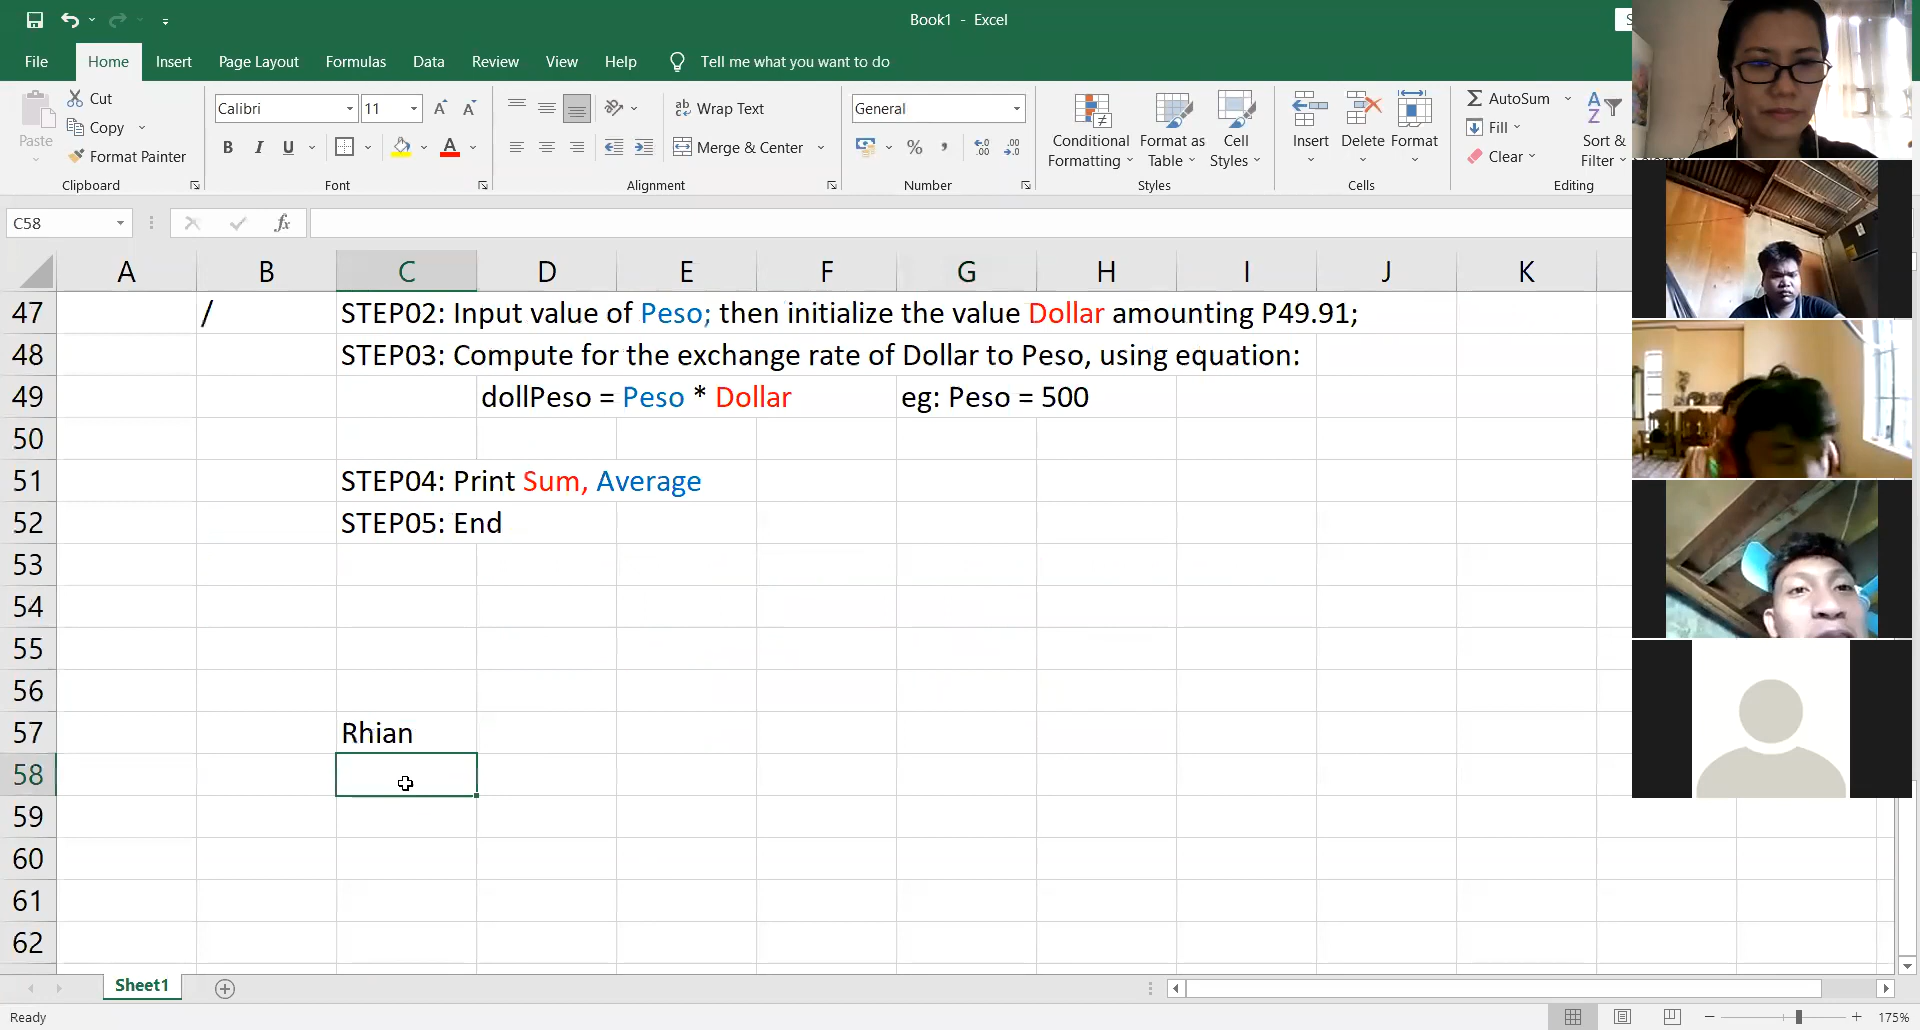 Book1 - Excel
File Home Insert Page Layout Formulas Data Review View Help Tell me what you want to do
Paste
Cut
Copy
Format Painter
Clipboard
Calibri 11
B I U
Font
Wrap Text
Merge & Center
Alignment
General
Number
Conditional Formatting
Format as Table
Cell Styles
Styles
Insert Delete Format
Cells
AutoSum
Fill
Clear
Sort & Filter
Editing
C58
fx
A B C D E F G H I J K
47 / STEP02: Input value of Peso; then initialize the value Dollar amounting P49.91;
48 STEP03: Compute for the exchange rate of Dollar to Peso, using equation:
49 dollPeso = Peso * Dollar eg: Peso = 500
50
51 STEP04: Print Sum, Average
52 STEP05: End
53
54
55
56
57 Rhian
58
59
60
61
62
Sheet1
Ready
175%